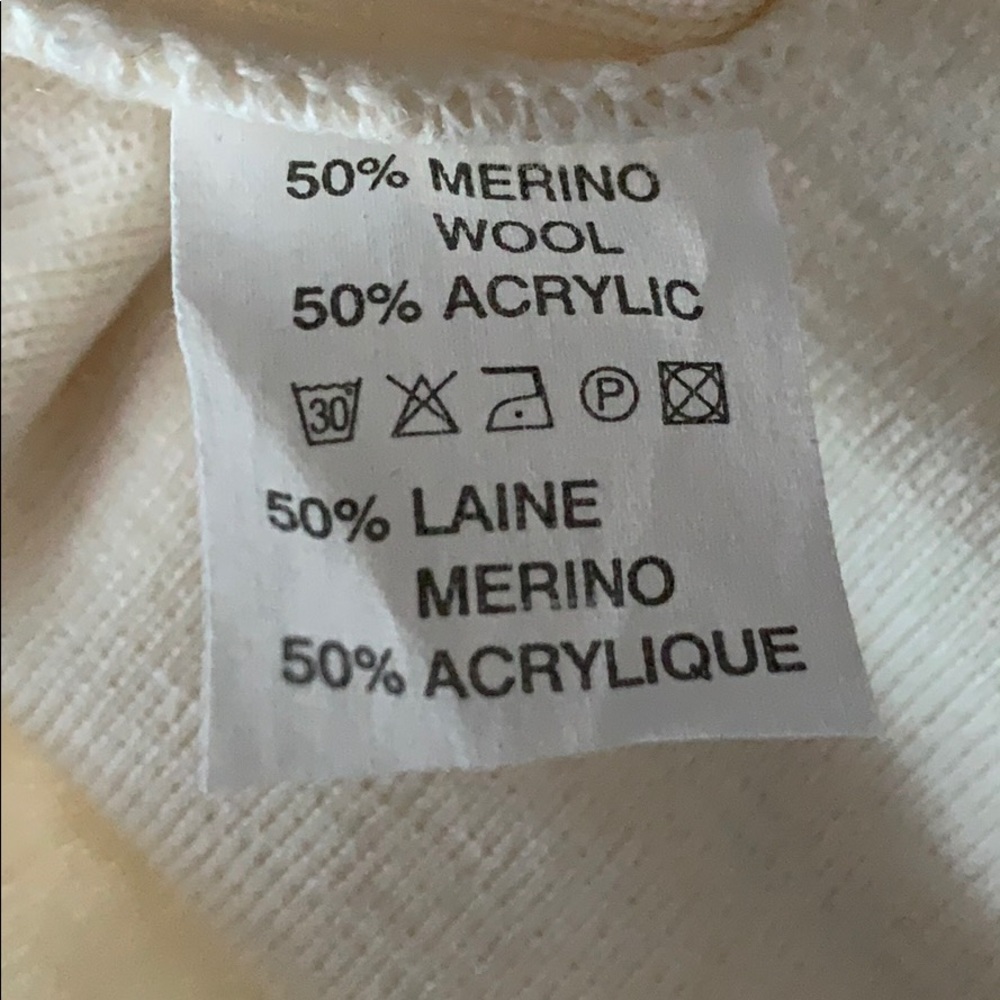 50% MERINO
WOOL
50% ACRYLIC
30° P
50% LAINE
MERINO
50% ACRYLIQUE